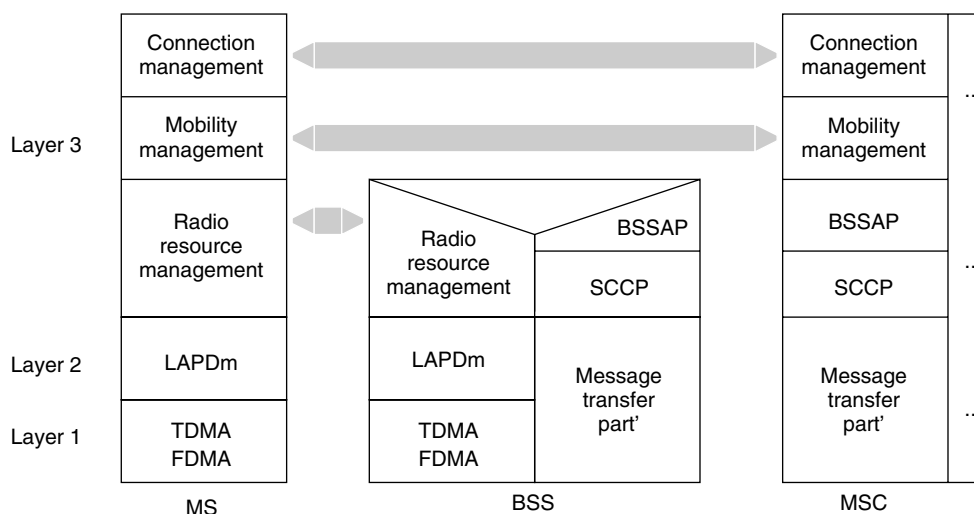 Connection
management
Connection
management
Layer 3
Mobility
management
Mobility
management
Radio
resource
management
Radio
resource
management
BSSAP
SCCP
BSSAP
SCCP
Layer 2
LAPDm
LAPDm
Message
transfer
part'
Message
transfer
part'
Layer 1
TDMA
FDMA
TDMA
FDMA
MS
BSS
MSC
..
..
..